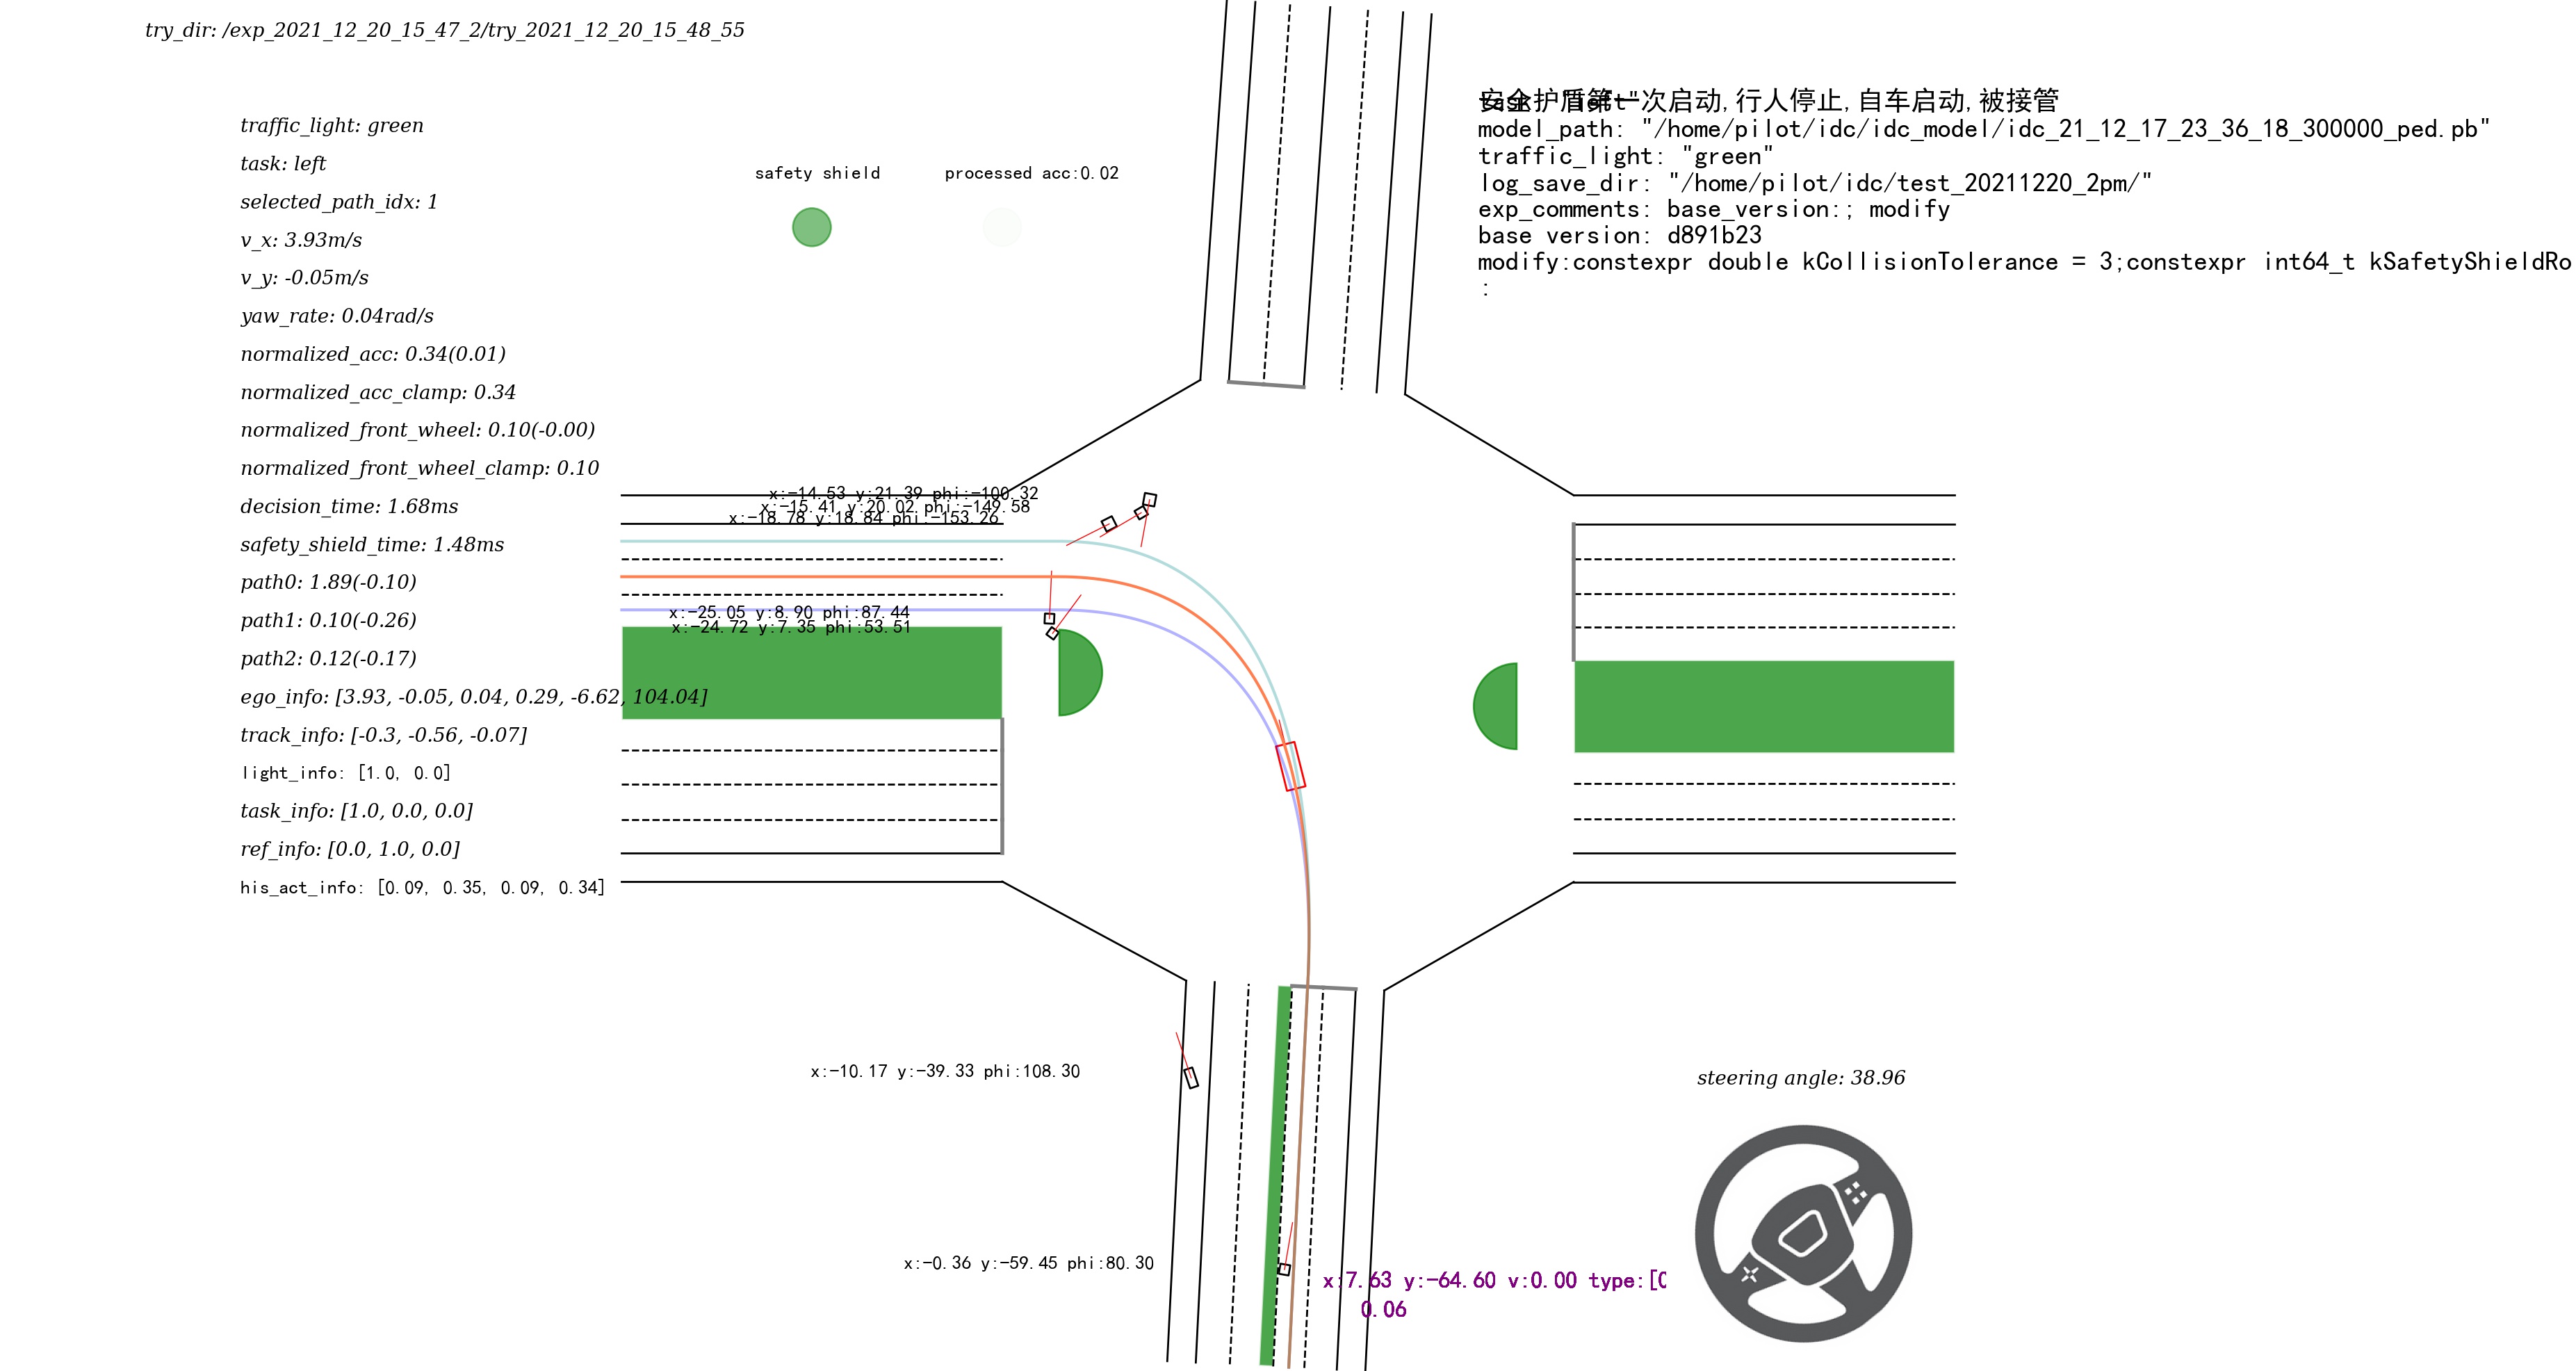 try_dir: /exp_2021_12_20_15_47_2/try_2021_12_20_15_48_55
traffic_light: green
task: left
selected_path_idx: 1
v_x: 3.93m/s
v_y: -0.05m/s
yaw_rate: 0.04rad/s
normalized_acc: 0.34(0.01)
normalized_acc_clamp: 0.34
normalized_front_wheel: 0.10(-0.00)
normalized_front_wheel_clamp: 0.10
decision_time: 1.68ms
safety_shield_time: 1.48ms
path0: 1.89(-0.10)
path1: 0.10(-0.26)
path2: 0.12(-0.17)
ego_info: [3.93, -0.05, 0.04, 0.29, -6.62, 104.04]
track_info: [-0.3, -0.56, -0.07]
light_info: [1.0, 0.0]
task_info: [1.0, 0.0, 0.0]
ref_info: [0.0, 1.0, 0.0]
his_act_info: [0.09, 0.35, 0.09, 0.34]
safety shield
processed acc:0.02
安全护盾第一次启动,行人停止,自车启动,被接管
task: "left"
model_path: "/home/pilot/idc/idc_model/idc_21_12_17_23_36_18_300000_ped.pb"
traffic_light: "green"
log_save_dir: "/home/pilot/idc/test_20211220_2pm/"
exp_comments: base_version:; modify
base version: d891b23
modify:constexpr double kCollisionTolerance = 3;constexpr int64_t kSafetyShieldRo
:
x:-14.53 y:21.39 phi:-100.32
x:-15.41 y:20.02 phi:-149.58
x:-18.78 y:18.84 phi:-153.26
x:-25.05 y:8.90 phi:87.44
x:-24.72 y:7.35 phi:53.51
x:-10.17 y:-39.33 phi:108.30
x:-0.36 y:-59.45 phi:80.30
x:7.63 y:-64.60 v:0.00 type:[0
0.06
steering angle: 38.96